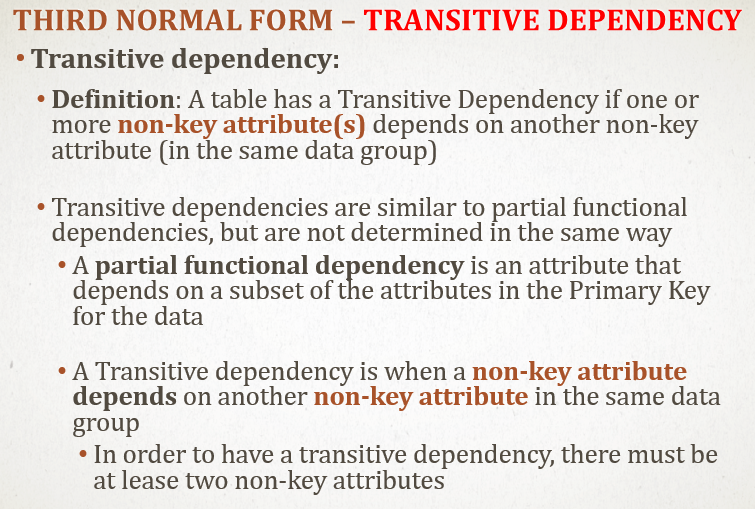 THIRD NORMAL FORM – TRANSITIVE DEPENDENCY
• Transitive dependency:
• Definition: A table has a Transitive Dependency if one or
more non-key attribute(s) depends on another non-key
attribute (in the same data group)
• Transitive dependencies are similar to partial functional
dependencies, but are not determined in the same way
• A partial functional dependency is an attribute that
depends on a subset of the attributes in the Primary Key
for the data
• A Transitive dependency is when a non-key attribute
depends on another non-key attribute in the same data
group
• In order to have a transitive dependency, there must be
at lease two non-key attributes